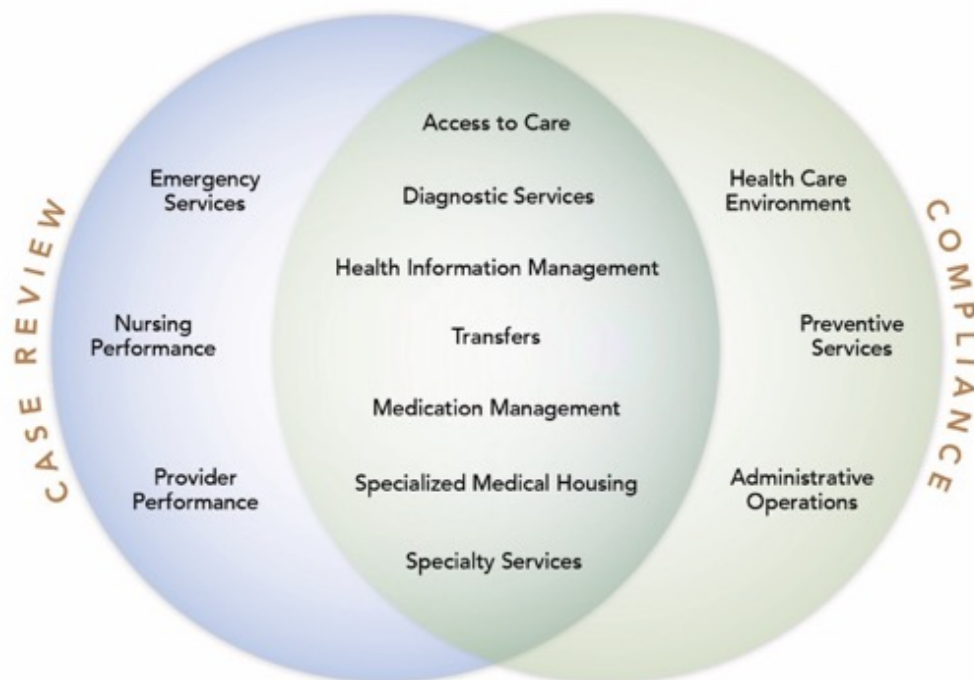 CASE REVIEW
Emergency
Services
Nursing
Performance
Provider
Performance
Access to Care
Diagnostic Services
Health Information Management
Transfers
Medication Management
Specialized Medical Housing
Specialty Services
Health Care
Environment
Preventive
Services
Administrative
Operations
COMPLIANCE